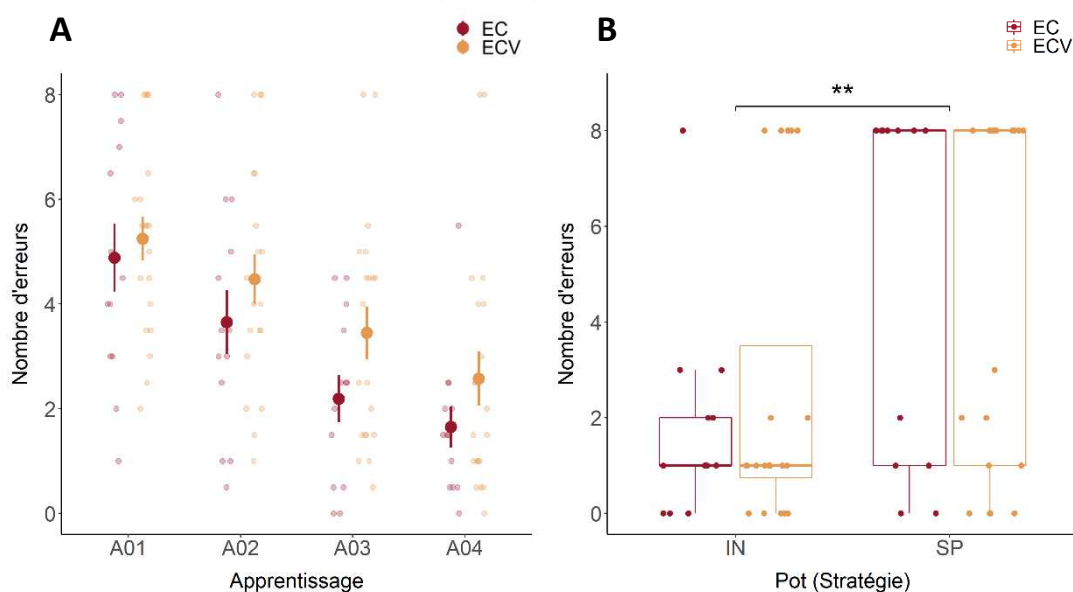 A
EC
ECV
8
6
4
2
0
Nombre d'erreurs
A01 A02 A03 A04
Apprentissage
B
EC
ECV
**
8
6
4
2
0
Nombre d'erreurs
IN SP
Pot (Stratégie)